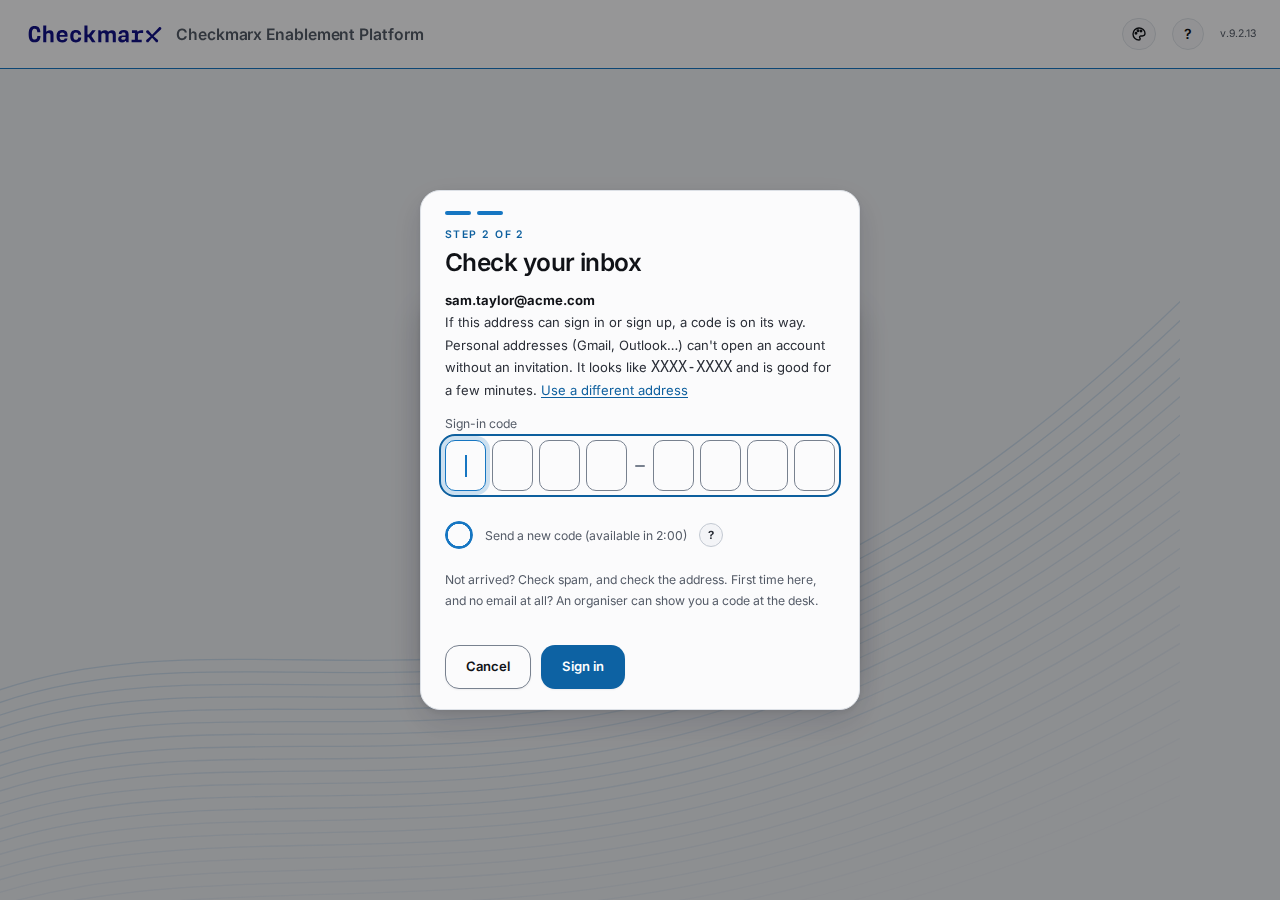 Checkmarx Checkmarx Enablement Platform ? v.9.2.13
STEP 2 OF 2
Check your inbox
sam.taylor@acme.com
If this address can sign in or sign up, a code is on its way.
Personal addresses (Gmail, Outlook…) can't open an account
without an invitation. It looks like XXXX-XXXX and is good for
a few minutes. Use a different address
Sign-in code
–
Send a new code (available in 2:00) ?
Not arrived? Check spam, and check the address. First time here,
and no email at all? An organiser can show you a code at the desk.
Cancel Sign in